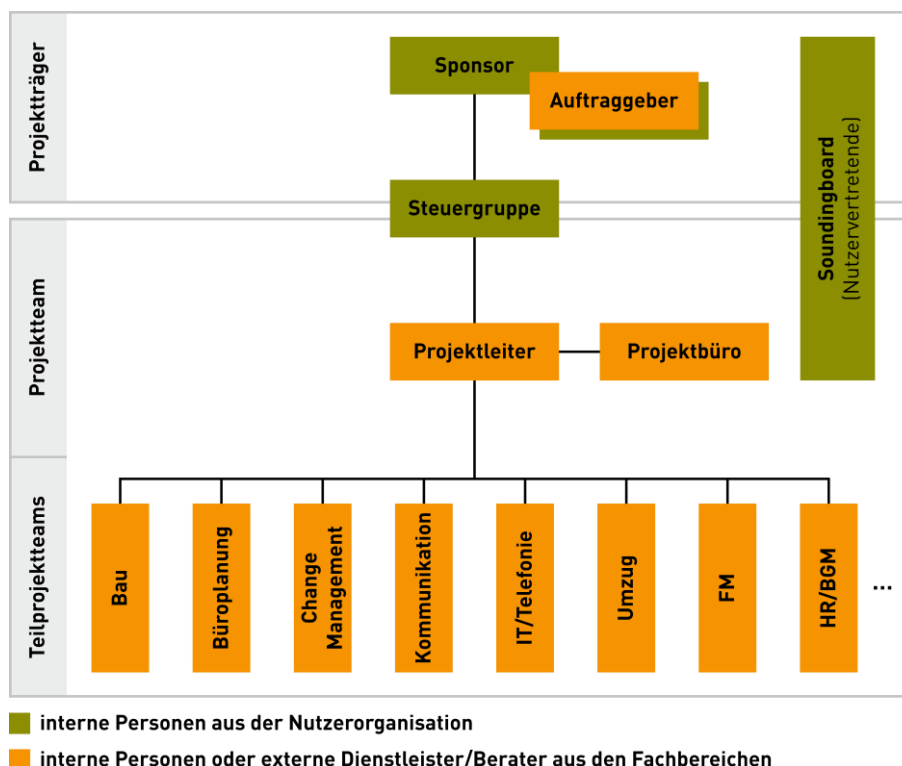 Projektträger
Sponsor
Auftraggeber
Soundingboard
(Nutzervertretende)
Steuergruppe
Projektteam
Projektleiter
Projektbüro
Teilprojektteams
Bau
Büroplanung
Change
Management
Kommunikation
IT/Telefonie
Umzug
FM
HR/BGM
...
interne Personen aus der Nutzerorganisation
interne Personen oder externe Dienstleister/Berater aus den Fachbereichen